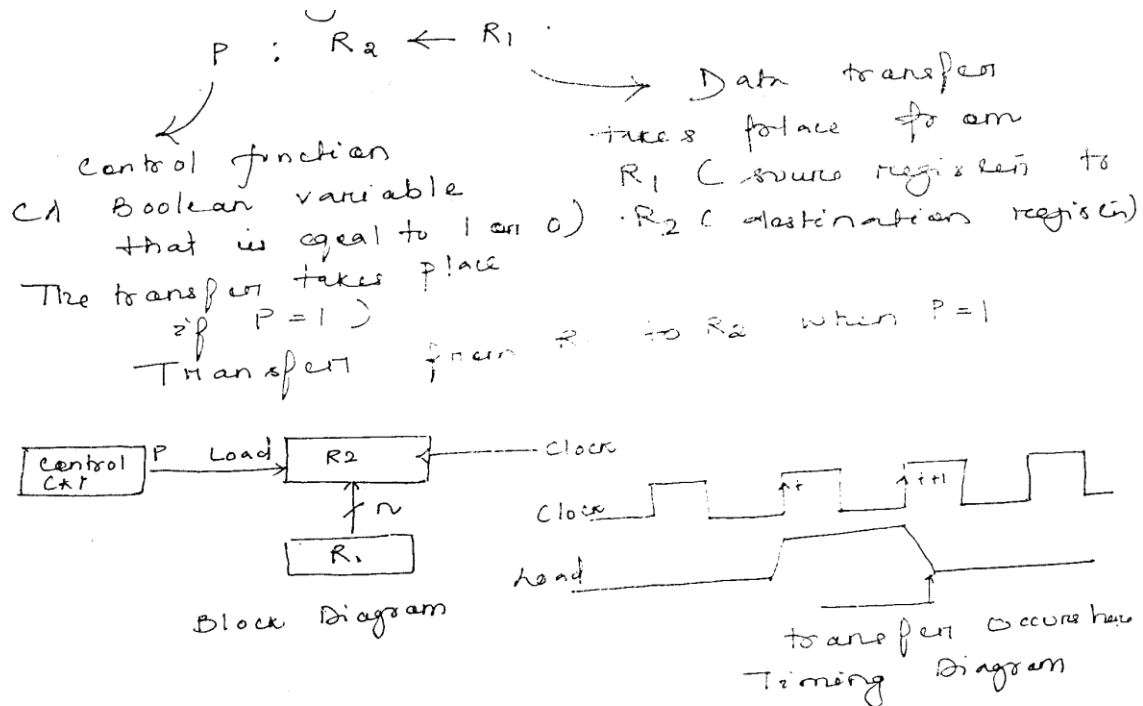 P : R2 ← R1
Data transfer
takes place from
R1 (source register to
R2 (destination register)
Control function
(A Boolean variable
that is eqeal to 1 or 0)
The transfer takes place
if P = 1)
Transfer from R1 to R2 when P = 1
Control
CKT
P
Load
R2
Clock
n
R1
Block Diagram
Clock
t
t+1
Load
transfer occurs here
Timing Diagram